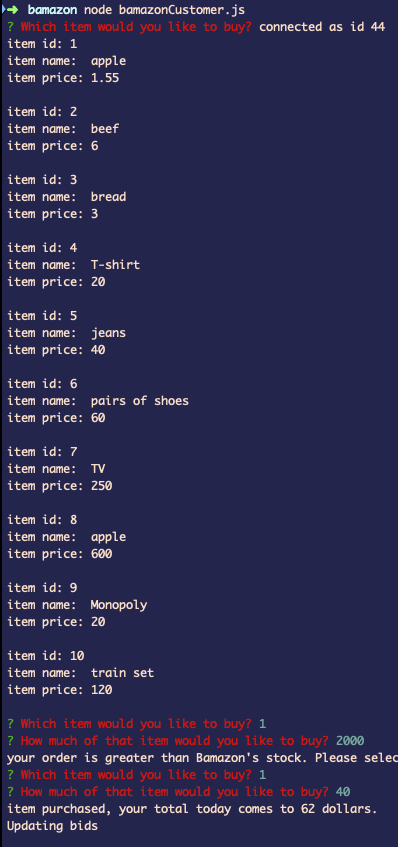 ➜ bamazon node bamazonCustomer.js
? Which item would you like to buy? connected as id 44
item id: 1
item name:  apple
item price: 1.55
item id: 2
item name:  beef
item price: 6
item id: 3
item name:  bread
item price: 3
item id: 4
item name:  T-shirt
item price: 20
item id: 5
item name:  jeans
item price: 40
item id: 6
item name:  pairs of shoes
item price: 60
item id: 7
item name:  TV
item price: 250
item id: 8
item name:  apple
item price: 600
item id: 9
item name:  Monopoly
item price: 20
item id: 10
item name:  train set
item price: 120
? Which item would you like to buy? 1
? How much of that item would you like to buy? 2000
your order is greater than Bamazon's stock. Please selec
? Which item would you like to buy? 1
? How much of that item would you like to buy? 40
item purchased, your total today comes to 62 dollars.
Updating bids